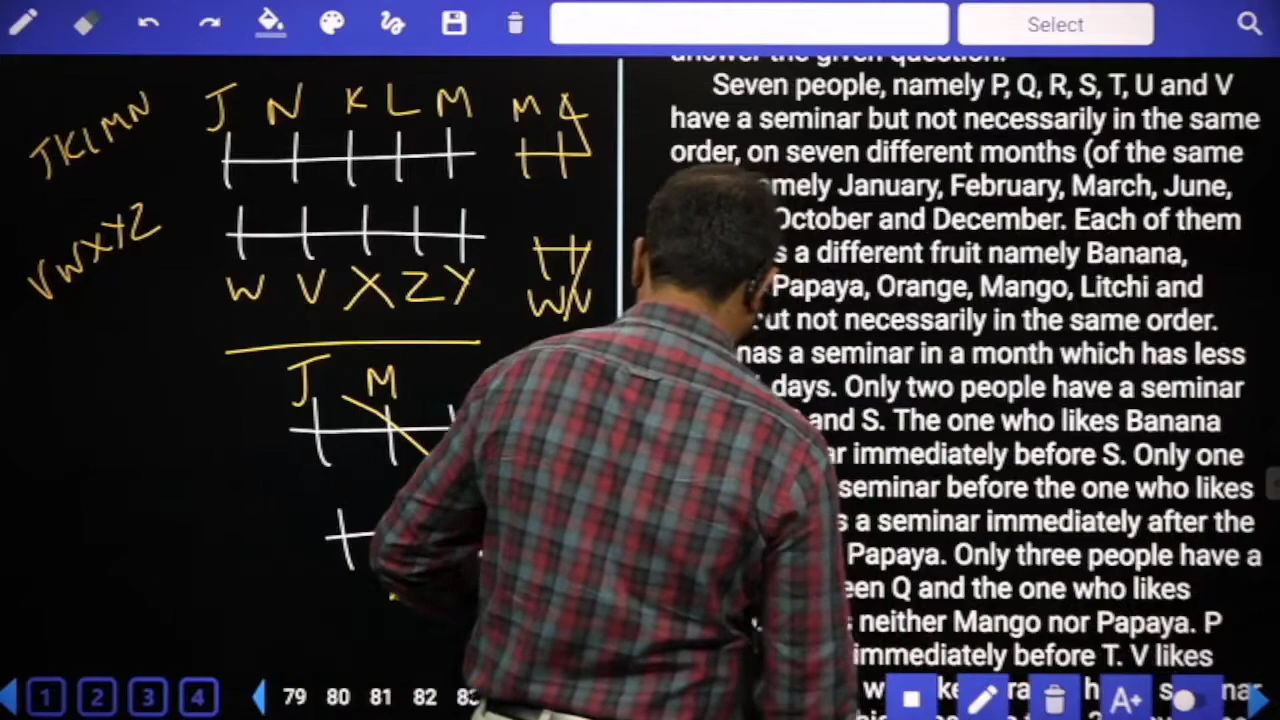 Select
J N K L M M
JKLMN
VWXYZ
W V X Z Y W V
J M
answer the given question.
Seven people, namely P, Q, R, S, T, U and V
have a seminar but not necessarily in the same
order, on seven different months (of the same
namely January, February, March, June,
October and December. Each of them
a different fruit namely Banana,
Papaya, Orange, Mango, Litchi and
but not necessarily in the same order.
has a seminar in a month which has less
days. Only two people have a seminar
and S. The one who likes Banana
immediately before S. Only one
seminar before the one who likes
a seminar immediately after the
Papaya. Only three people have a
Q and the one who likes
neither Mango nor Papaya. P
immediately before T. V likes
1 2 3 4 79 80 81 82 A+